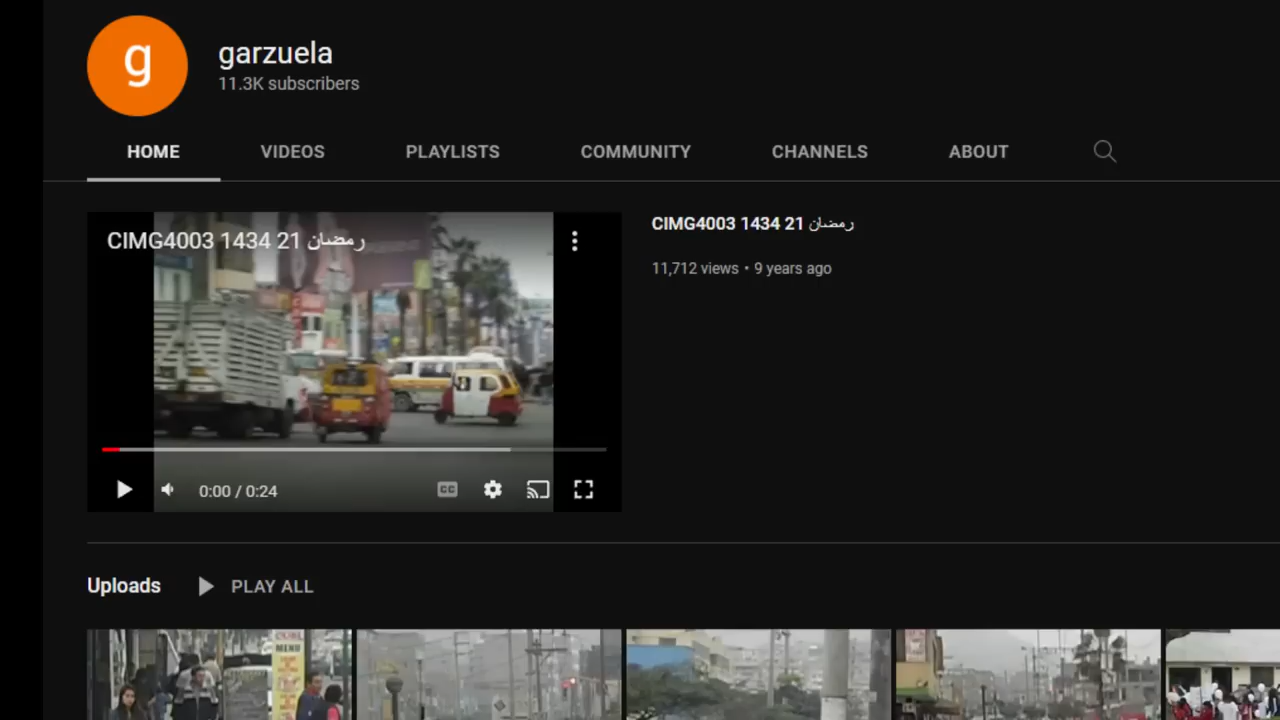 g
garzuela
11.3K subscribers
HOME VIDEOS PLAYLISTS COMMUNITY CHANNELS ABOUT
CIMG4003 1434 21 رمضان
CIMG4003 1434 21 رمضان
11,712 views • 9 years ago
0:00 / 0:24
CC
Uploads PLAY ALL
MENU